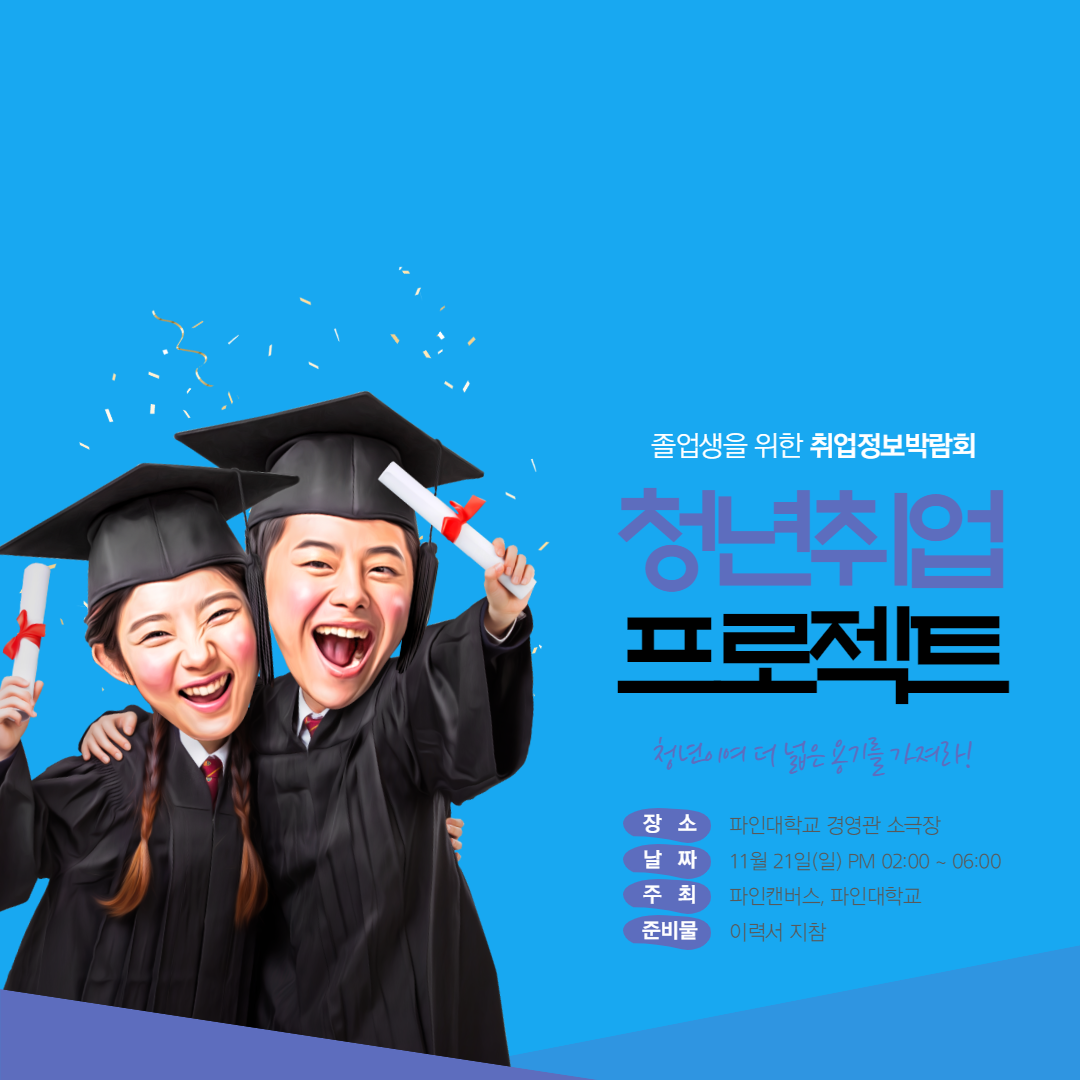 졸업생을 위한 취업정보박람회
청년취업
프로젝트
청년이여 더 넓은 용기를 가져라!
장 소 파인대학교 경영관 소극장
날 짜 11월 21일(일) PM 02:00 ~ 06:00
주 최 파인캔버스, 파인대학교
준비물 이력서 지참